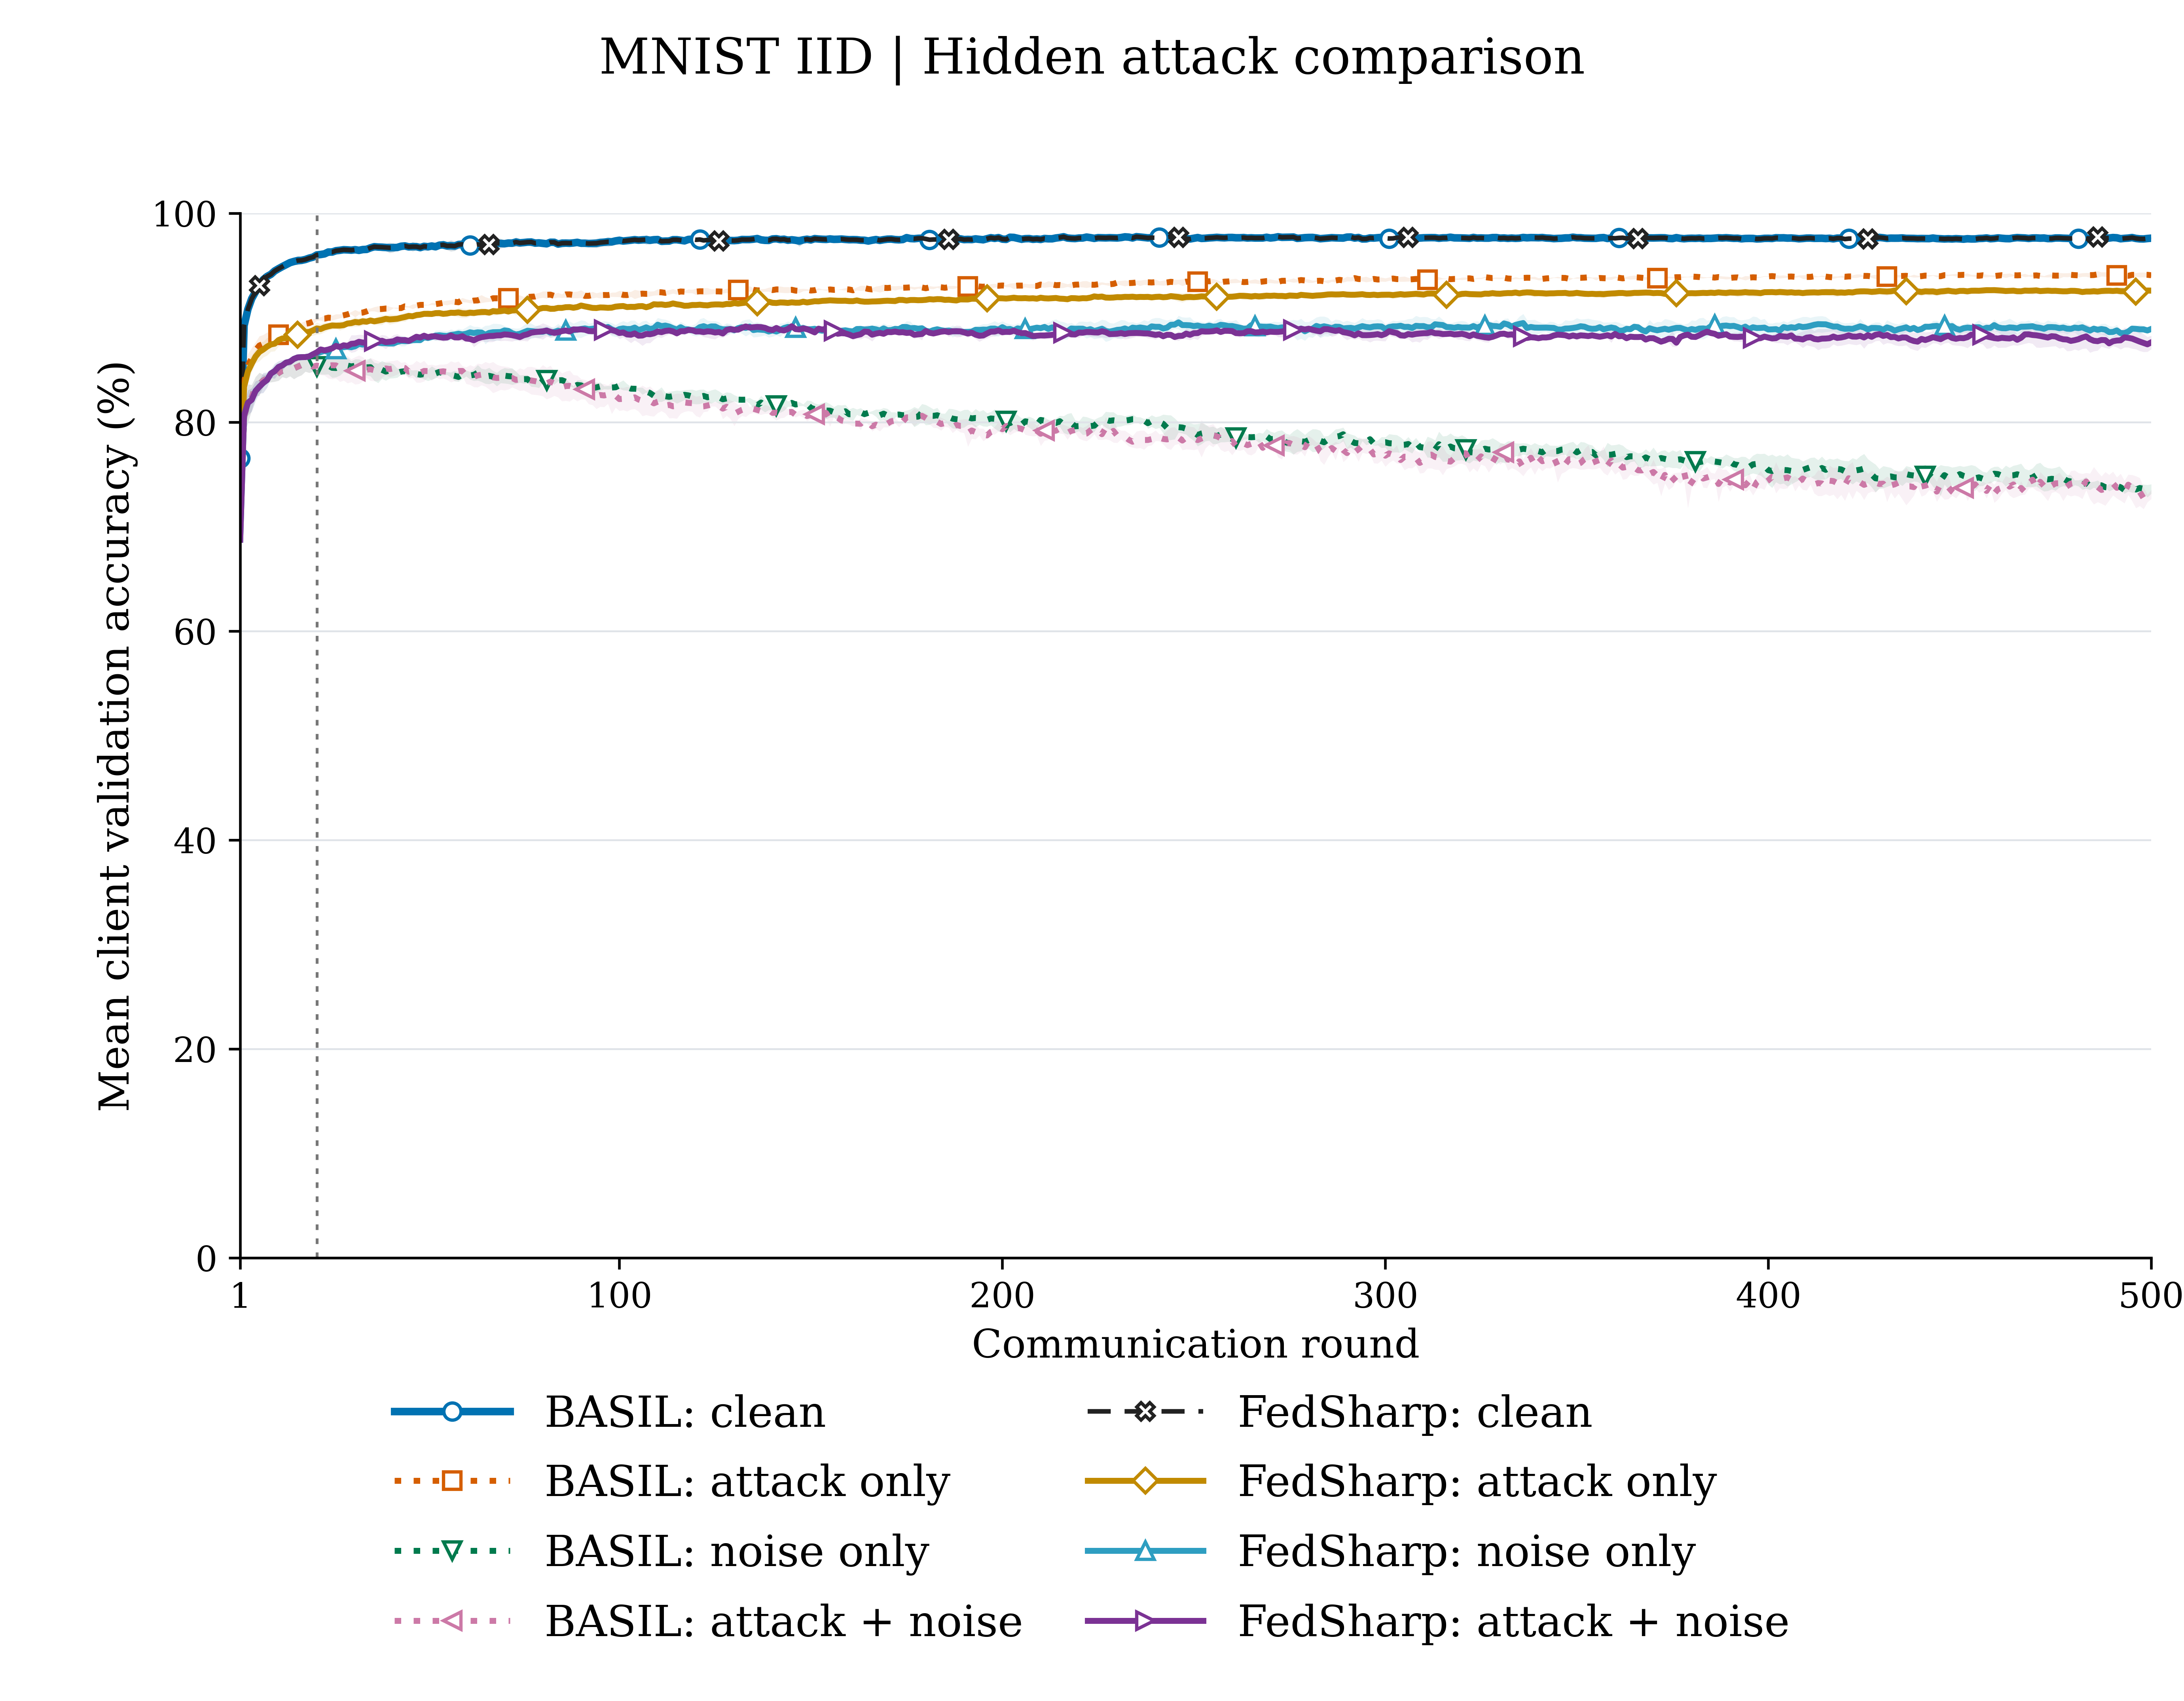 MNIST IID | Hidden attack comparison
Mean client validation accuracy (%)
100
80
60
40
20
0
1
100
200
300
400
500
Communication round
BASIL: clean
BASIL: attack only
BASIL: noise only
BASIL: attack + noise
FedSharp: clean
FedSharp: attack only
FedSharp: noise only
FedSharp: attack + noise